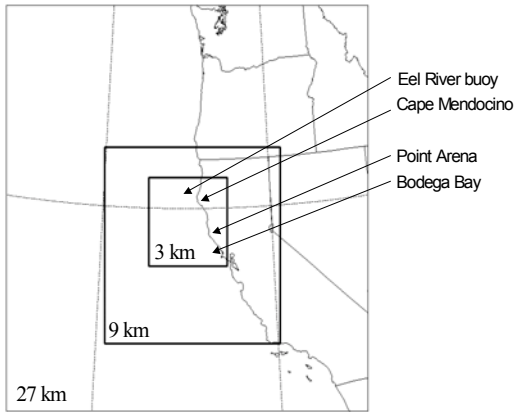 Eel River buoy
Cape Mendocino
Point Arena
Bodega Bay
3 km
9 km
27 km